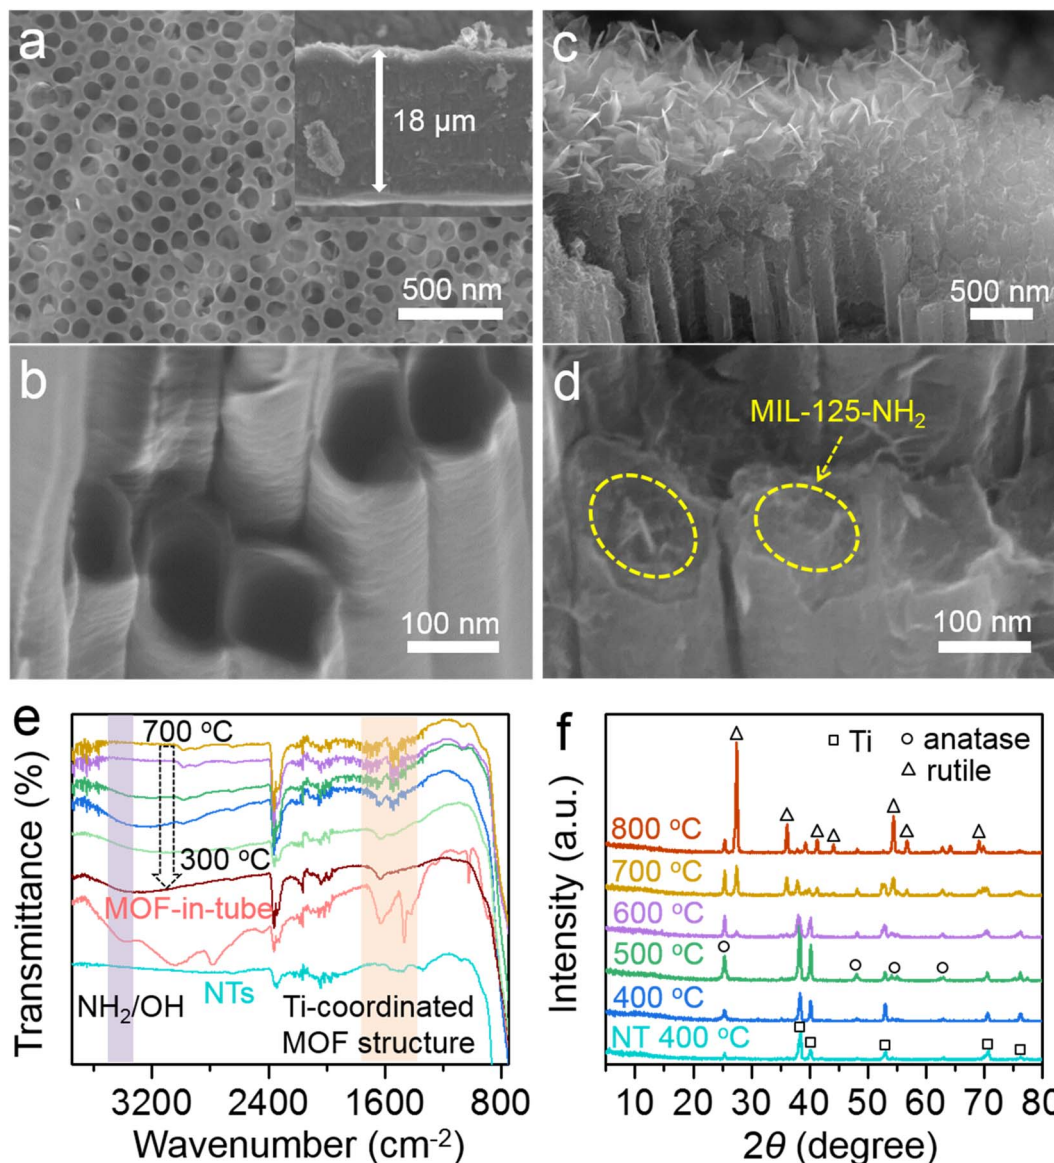 a
18 µm
500 nm
c
500 nm
b
100 nm
d
MIL-125-NH₂
100 nm
e
700 °C
300 °C
MOF-in-tube
NTs
NH₂/OH
Ti-coordinated
MOF structure
Transmittance (%)
3200 2400 1600 800
Wavenumber (cm⁻²)
f
□ Ti ○ anatase
△ rutile
800 °C
700 °C
600 °C
500 °C
400 °C
NT 400 °C
Intensity (a.u.)
10 20 30 40 50 60 70 80
2θ (degree)